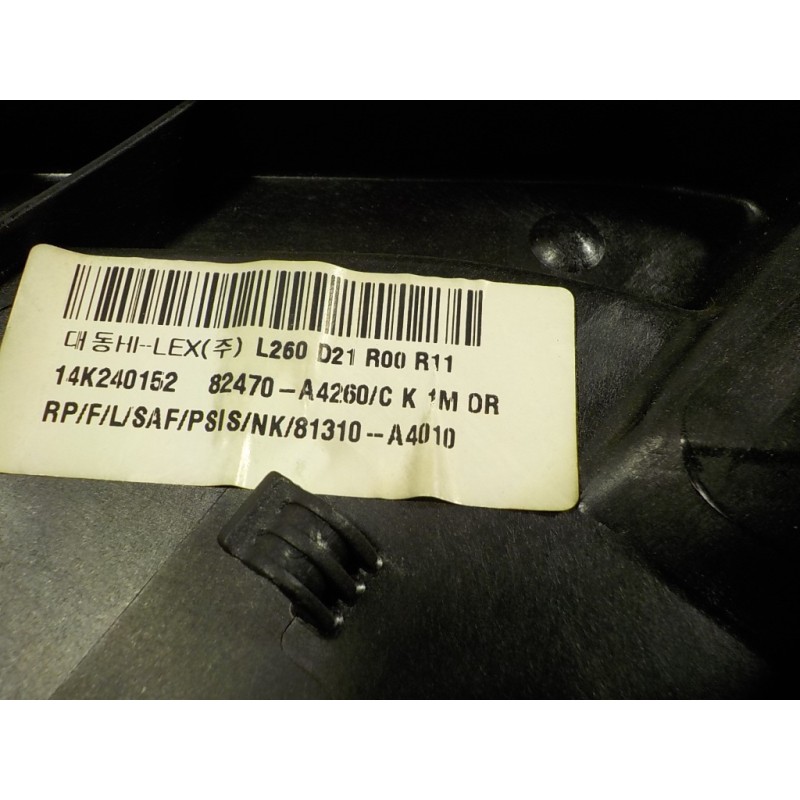 대동HI-LEX(주) L260 D21 R00 R11
14K240152 82470-A4260/C K DR
RP/F/L/SAF/PSIS/NK/81310-A4010